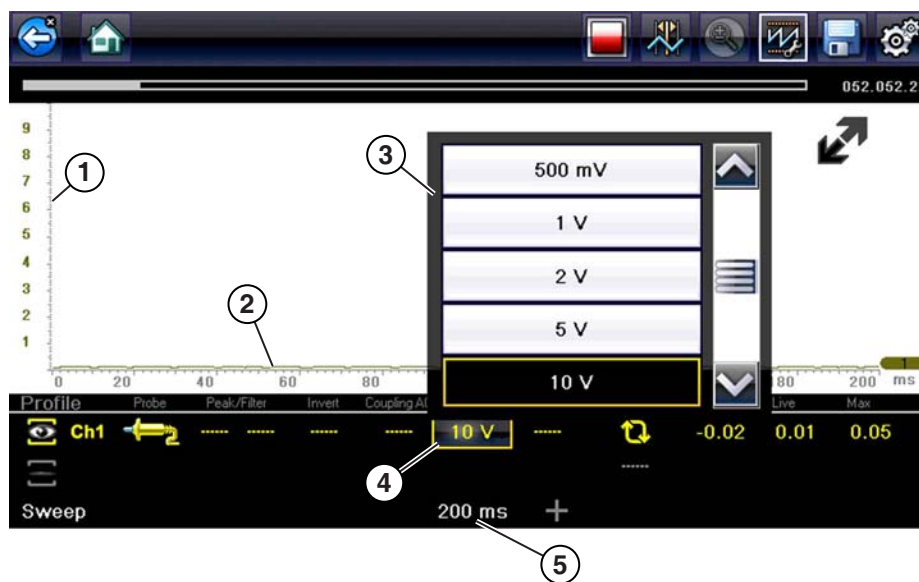 052.052.2
9
8
7
6
5
4
3
2
1
1
2
3
500 mV
1 V
2 V
5 V
10 V
1
0 20 40 60 80 180 200 ms
Profile Probe Peak/Filter Invert Coupling AC Live Max
Ch1 2 ----- ----- ----- ----- 10 V ----- -0.02 0.01 0.05
------
4
Sweep 200 ms +
5